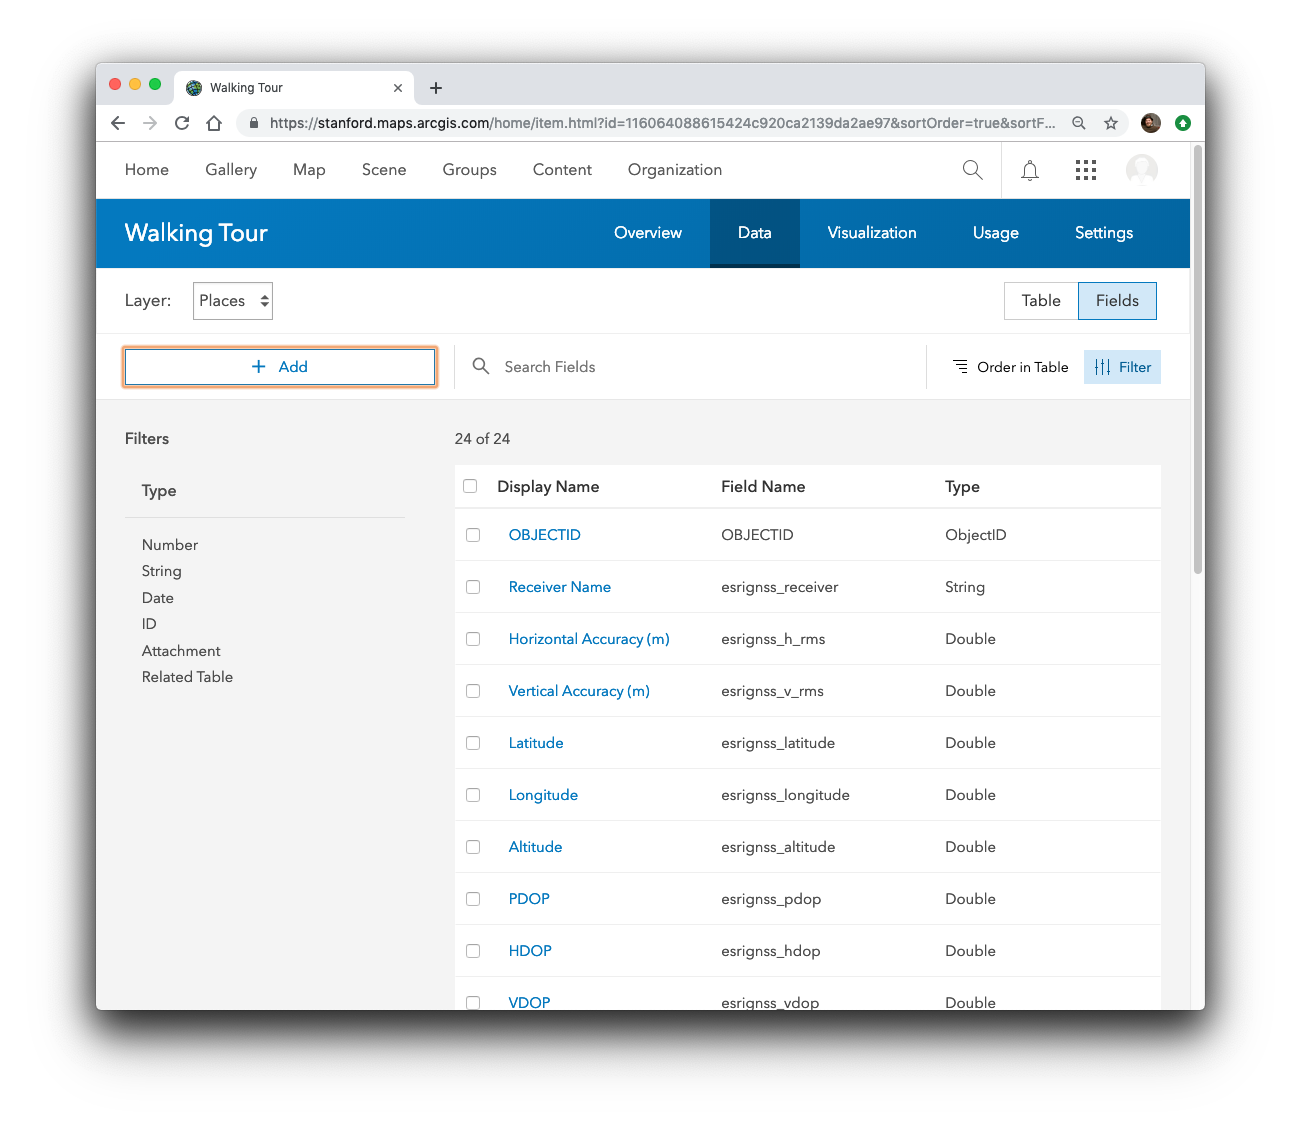 Walking Tour
https://stanford.maps.arcgis.com/home/item.html?id=116064088615424c920ca2139da2ae97&sortOrder=true&sortF...
Home Gallery Map Scene Groups Content Organization
Walking Tour Overview Data Visualization Usage Settings
Layer: Places Table Fields
+ Add Search Fields Order in Table Filter
Filters 24 of 24
Type
Number
String
Date
ID
Attachment
Related Table
Display Name Field Name Type
OBJECTID OBJECTID ObjectID
Receiver Name esrignss_receiver String
Horizontal Accuracy (m) esrignss_h_rms Double
Vertical Accuracy (m) esrignss_v_rms Double
Latitude esrignss_latitude Double
Longitude esrignss_longitude Double
Altitude esrignss_altitude Double
PDOP esrignss_pdop Double
HDOP esrignss_hdop Double
VDOP esrignss_vdop Double